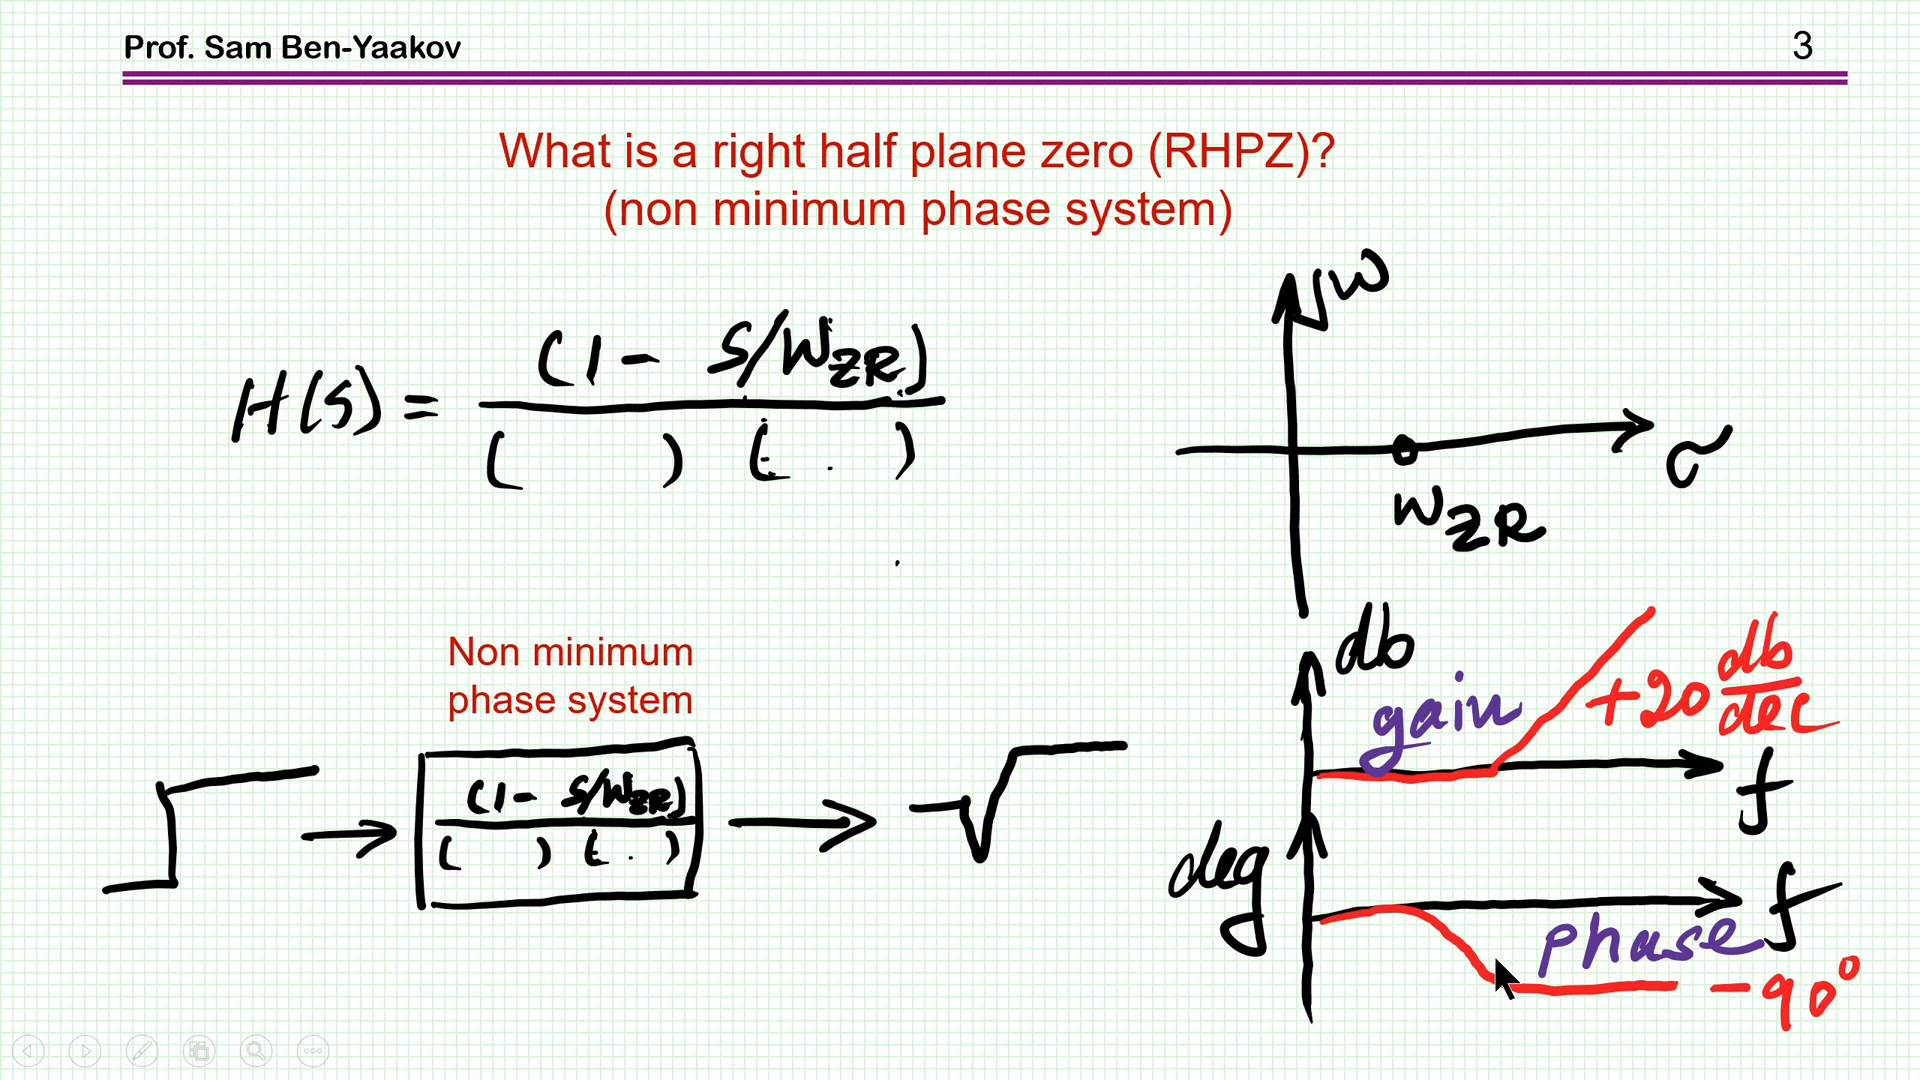 Prof. Sam Ben-Yaakov
3
What is a right half plane zero (RHPZ)?
(non minimum phase system)
H(s) = (1 - S/WZR)
( ) ( . )
jw
σ
WZR
Non minimum
phase system
(1 - S/WZR)
( ) ( . )
db
gain
+20 db/dec
f
deg
f
phase
-90°